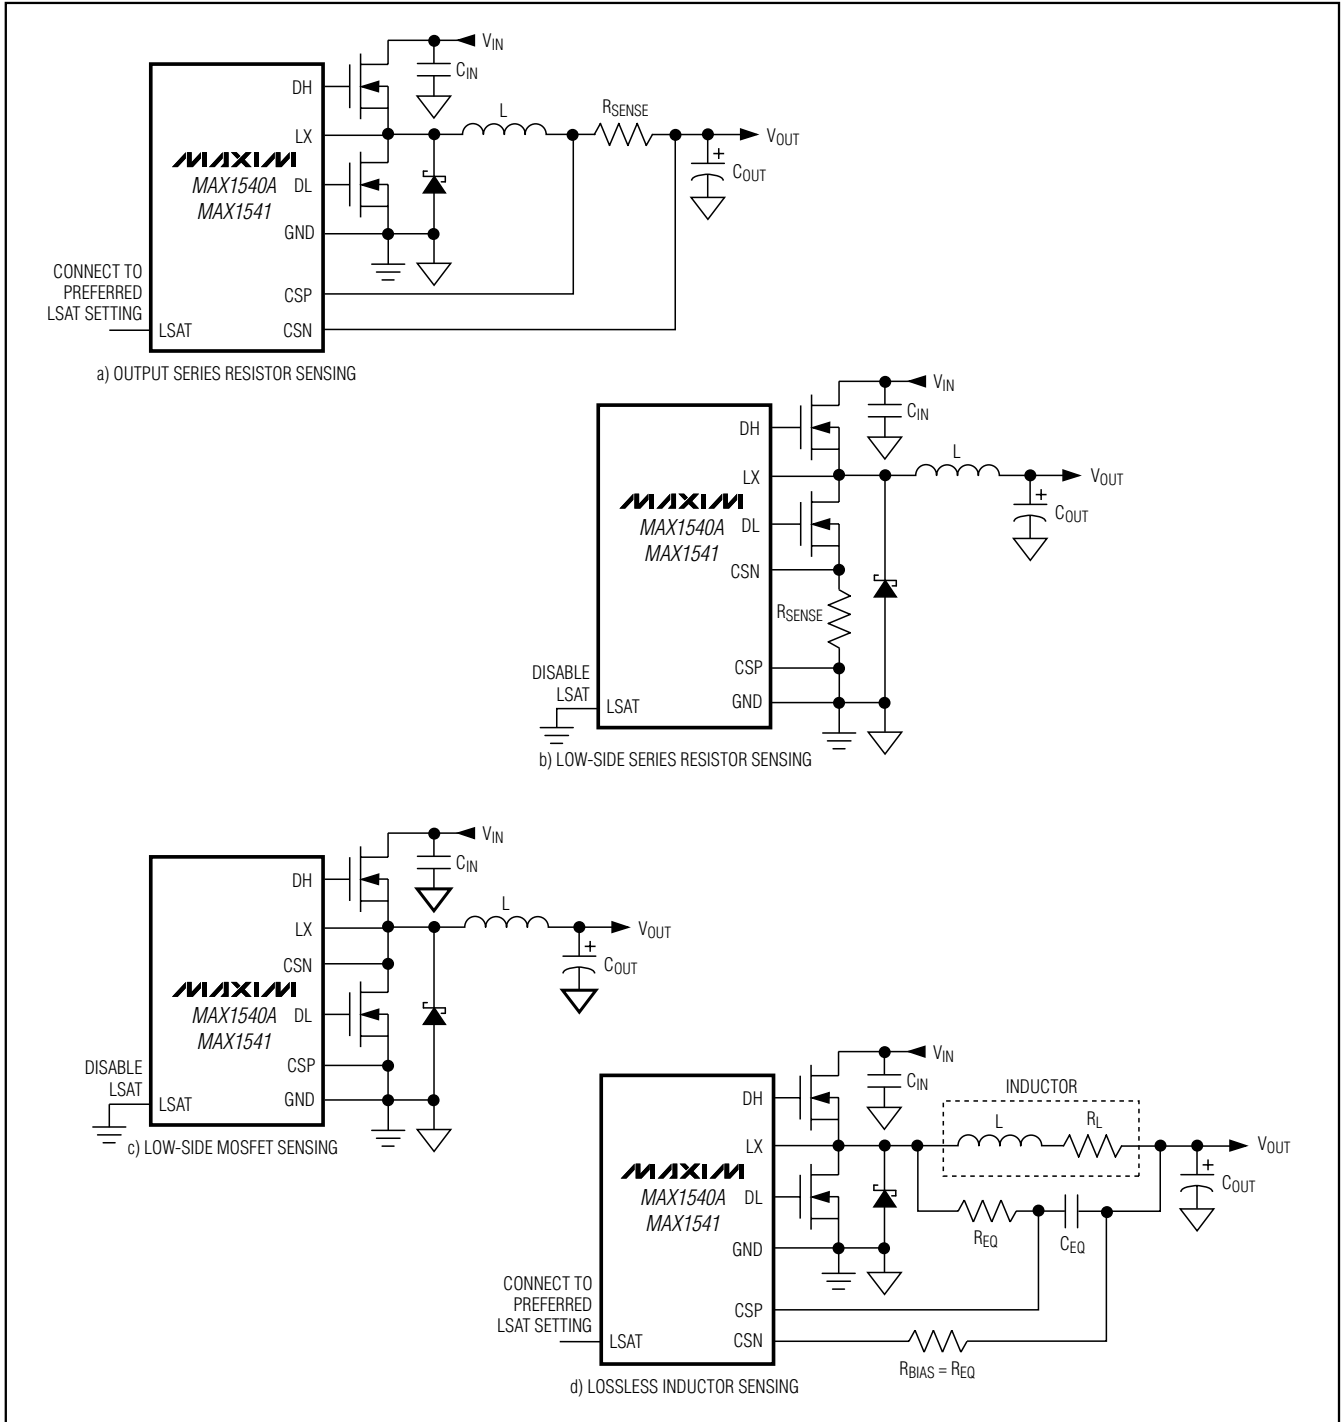 VIN
CIN
DH
L
RSENSE
LX
VOUT
+
COUT
MAXIM
MAX1540A
MAX1541
DL
GND
CONNECT TO
PREFERRED
LSAT SETTING
CSP
LSAT
CSN
a) OUTPUT SERIES RESISTOR SENSING
VIN
CIN
DH
L
LX
VOUT
+
COUT
MAXIM
MAX1540A
MAX1541
DL
CSN
RSENSE
CSP
DISABLE
LSAT
LSAT
GND
b) LOW-SIDE SERIES RESISTOR SENSING
VIN
CIN
DH
L
LX
VOUT
+
COUT
CSN
MAXIM
MAX1540A
MAX1541
DL
CSP
DISABLE
LSAT
LSAT
GND
c) LOW-SIDE MOSFET SENSING
VIN
CIN
DH
INDUCTOR
L
RL
LX
VOUT
+
COUT
MAXIM
MAX1540A
MAX1541
DL
REQ
CEQ
GND
CONNECT TO
PREFERRED
LSAT SETTING
CSP
LSAT
CSN
RBIAS = REQ
d) LOSSLESS INDUCTOR SENSING